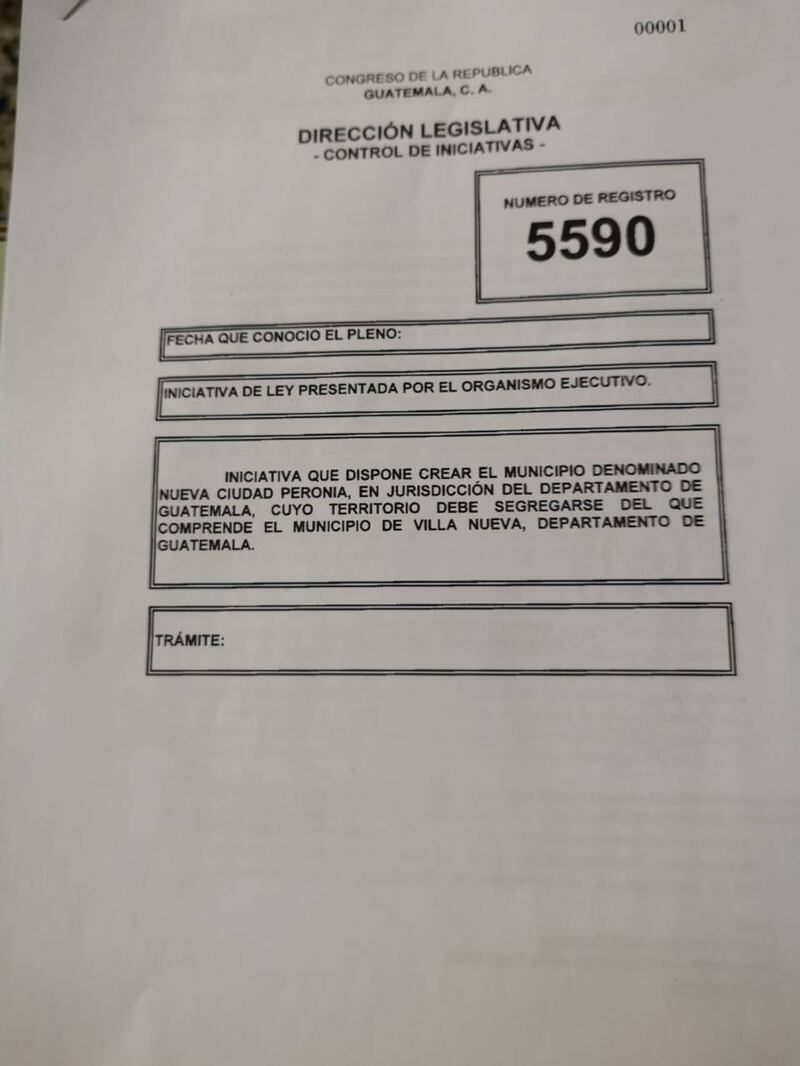 00001
CONGRESO DE LA REPUBLICA
GUATEMALA, C. A.
DIRECCIÓN LEGISLATIVA
- CONTROL DE INICIATIVAS -
NUMERO DE REGISTRO
5590
FECHA QUE CONOCIO EL PLENO:
INICIATIVA DE LEY PRESENTADA POR EL ORGANISMO EJECUTIVO.
INICIATIVA QUE DISPONE CREAR EL MUNICIPIO DENOMINADO
NUEVA CIUDAD PERONIA, EN JURISDICCIÓN DEL DEPARTAMENTO DE
GUATEMALA, CUYO TERRITORIO DEBE SEGREGARSE DEL QUE
COMPRENDE EL MUNICIPIO DE VILLA NUEVA, DEPARTAMENTO DE
GUATEMALA.
TRÁMITE: